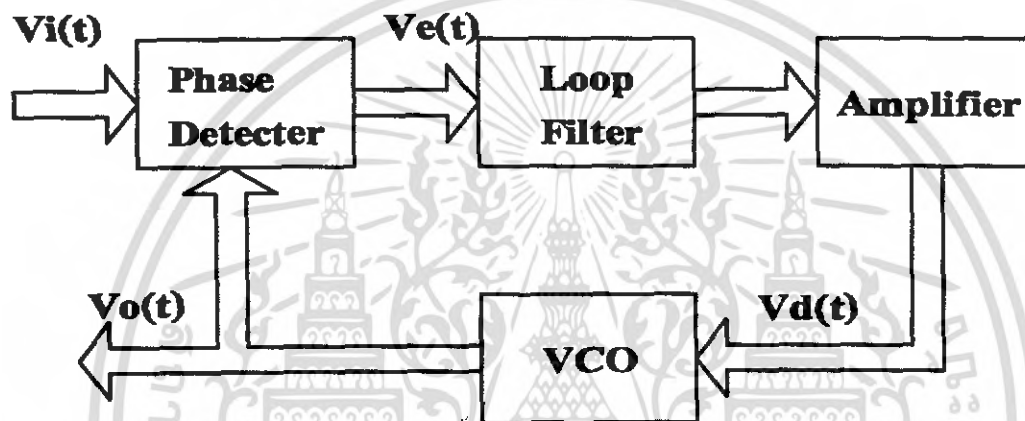 Vi(t)
Ve(t)
Phase
Detecter
Loop
Filter
Amplifier
Vo(t)
VCO
Vd(t)